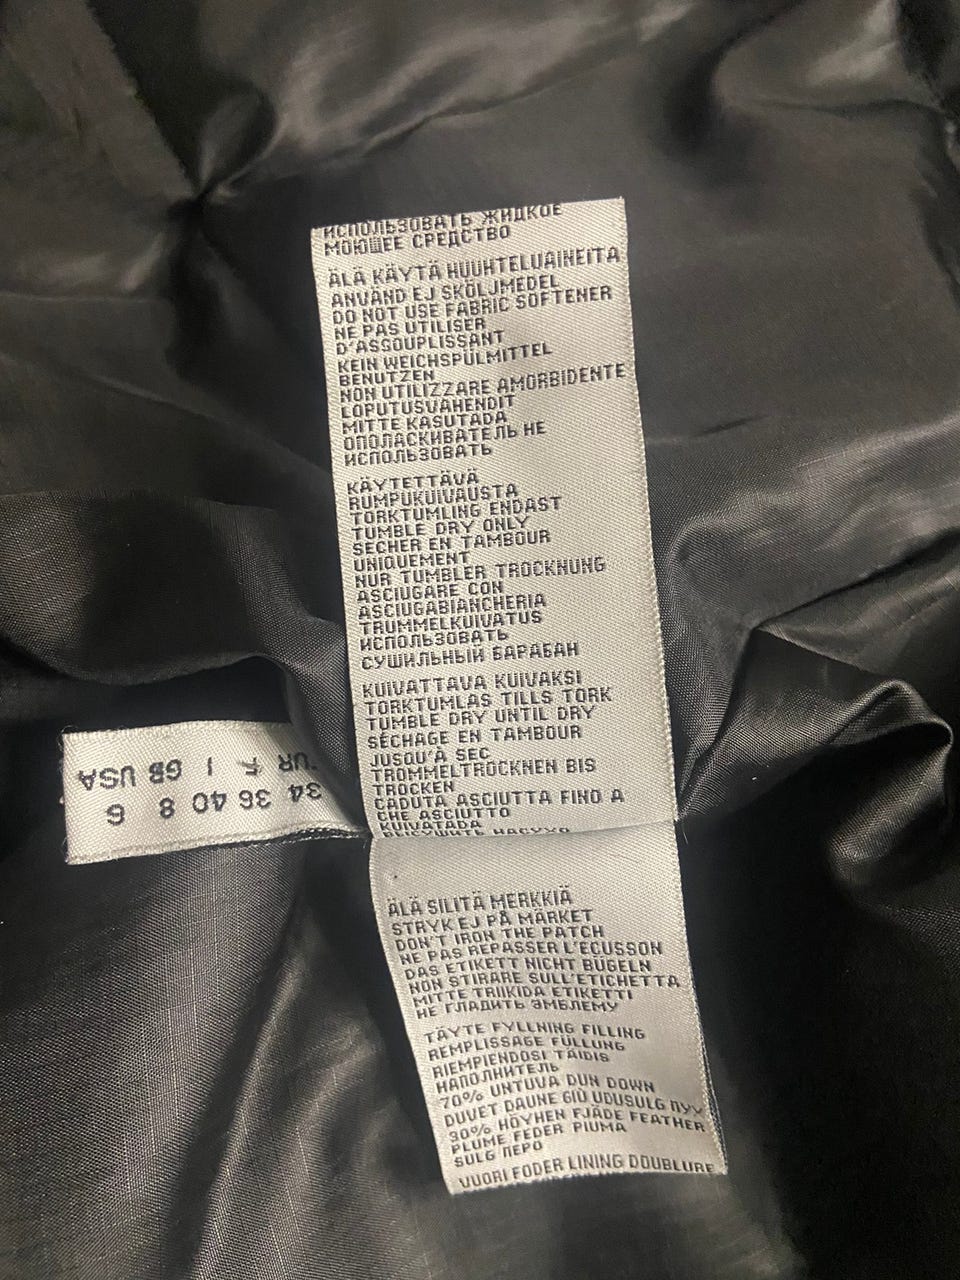 ИСПОЛЬЗОВАТЬ ЖИДКОЕ
МОЮЩЕЕ СРЕДСТВО
ÄLÄ KÄYTÄ HUUHTELUAINEITA
ANVÄND EJ SKÖLJMEDEL
DO NOT USE FABRIC SOFTENER
NE PAS UTILISER
D'ASSOUPLISSANT
KEIN WEICHSPÜLMITTEL
BENUTZEN
NON UTILIZZARE AMORBIDENTE
LOPUTUSVAHENDIT
MITTE KASUTADA
ОПОЛАСКИВАТЕЛЬ НЕ
ИСПОЛЬЗОВАТЬ
KÄYTETTÄVÄ
RUMPUKUIVAUSTA
TORKTUMLING ENDAST
TUMBLE DRY ONLY
SECHER EN TAMBOUR
UNIQUEMENT
NUR TUMBLER TROCKNUNG
ASCIUGARE CON
ASCIUGABIANCHERIA
TRUMMELKUIVATUS
ИСПОЛЬЗОВАТЬ
СУШИЛЬНЫЙ БАРАБАН
KUIVATTAVA KUIVAKSI
TORKTUMLAS TILLS TORK
TUMBLE DRY UNTIL DRY
SÉCHAGE EN TAMBOUR
JUSQU'À SEC
TROMMELTROCKNEN BIS
TROCKEN
CADUTA ASCIUTTA FINO A
CHE ASCIUTTO
KUIVATADA
EUR F I GB USA
34 36 40 8 6
ÄLÄ SILITÄ MERKKIÄ
STRYK EJ PÅ MÄRKET
DON'T IRON THE PATCH
NE PAS REPASSER L'ECUSSON
DAS ETIKETT NICHT BÜGELN
NON STIRARE SULL'ETICHETTA
MITTE TRIIKIDA ETIKETTI
НЕ ГЛАДИТЬ ЭМБЛЕМУ
TÄYTE FYLLNING FILLING
REMPLISSAGE FÜLLUNG
RIEMPIENDOSI TÄIDIS
НАПОЛНИТЕЛЬ
70% UNTUVA DUN DOWN
DUVET DAUNE GIÙ UDUSULG ПУХ
30% HÖYHEN FJÄDE FEATHER
PLUME FEDER PIUMA
SULG ПЕРО
VUORI FODER LINING DOUBLURE